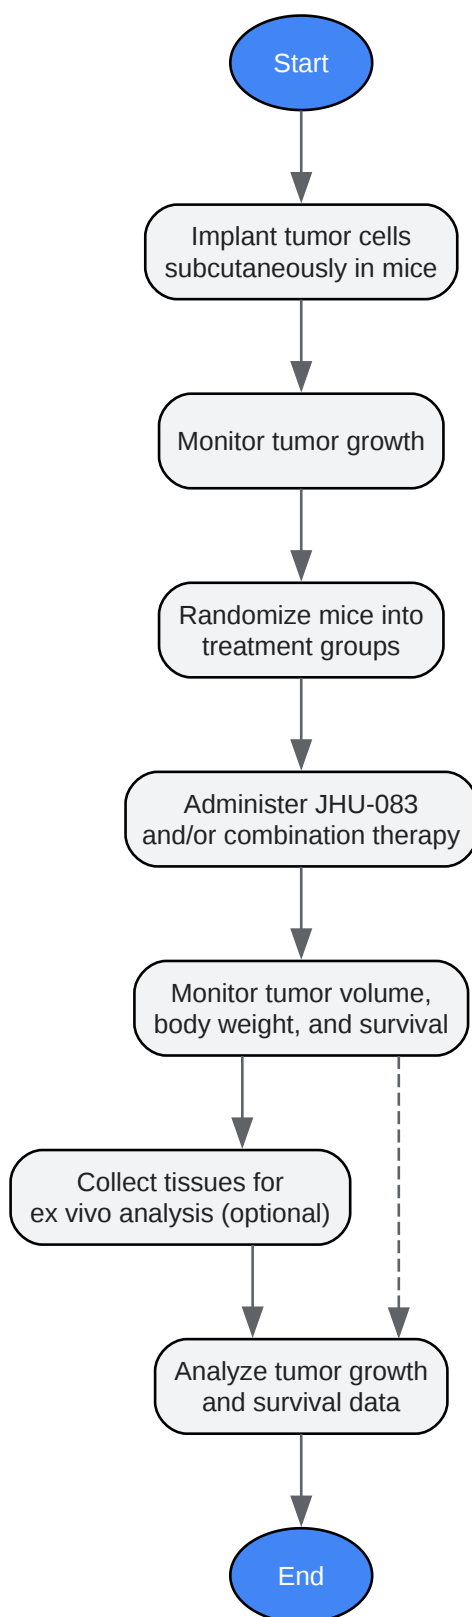 Start
Implant tumor cells
subcutaneously in mice
Monitor tumor growth
Randomize mice into
treatment groups
Administer JHU-083
and/or combination therapy
Monitor tumor volume,
body weight, and survival
Collect tissues for
ex vivo analysis (optional)
Analyze tumor growth
and survival data
End